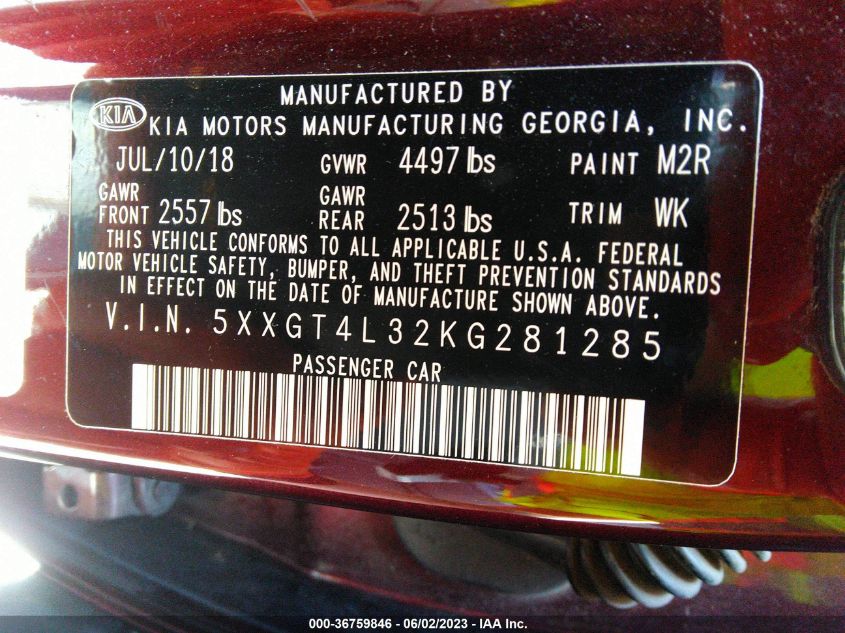 MANUFACTURED BY
KIA KIA MOTORS MANUFACTURING GEORGIA, INC.
JUL/10/18 GVWR 4497 lbs PAINT M2R
GAWR GAWR
FRONT 2557 lbs REAR 2513 lbs TRIM WK
THIS VEHICLE CONFORMS TO ALL APPLICABLE U.S.A. FEDERAL
MOTOR VEHICLE SAFETY, BUMPER, AND THEFT PREVENTION STANDARDS
IN EFFECT ON THE DATE OF MANUFACTURE SHOWN ABOVE.
V.I.N. 5XXGT4L32KG281285
PASSENGER CAR
000-36759846 - 06/02/2023 - IAA Inc.